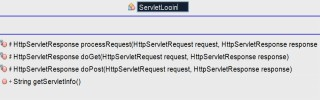 ServletLogin
HttpServletResponse processRequest(HttpServletRequest request, HttpServletResponse response
HttpServletResponse doGet(HttpServletRequest request, HttpServletResponse response)
HttpServletResponse doPost(HttpServletRequest request, HttpServletResponse response)
+ String getServletInfo()